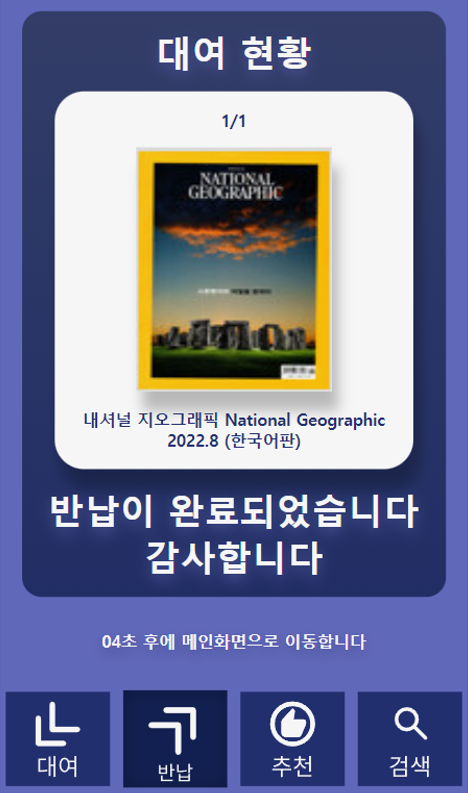 대여 현황
1/1
NATIONAL
GEOGRAPHIC
내셔널 지오그래픽 National Geographic
2022.8 (한국어판)
반납이 완료되었습니다
감사합니다
04초 후에 메인화면으로 이동합니다
대여
반납
추천
검색